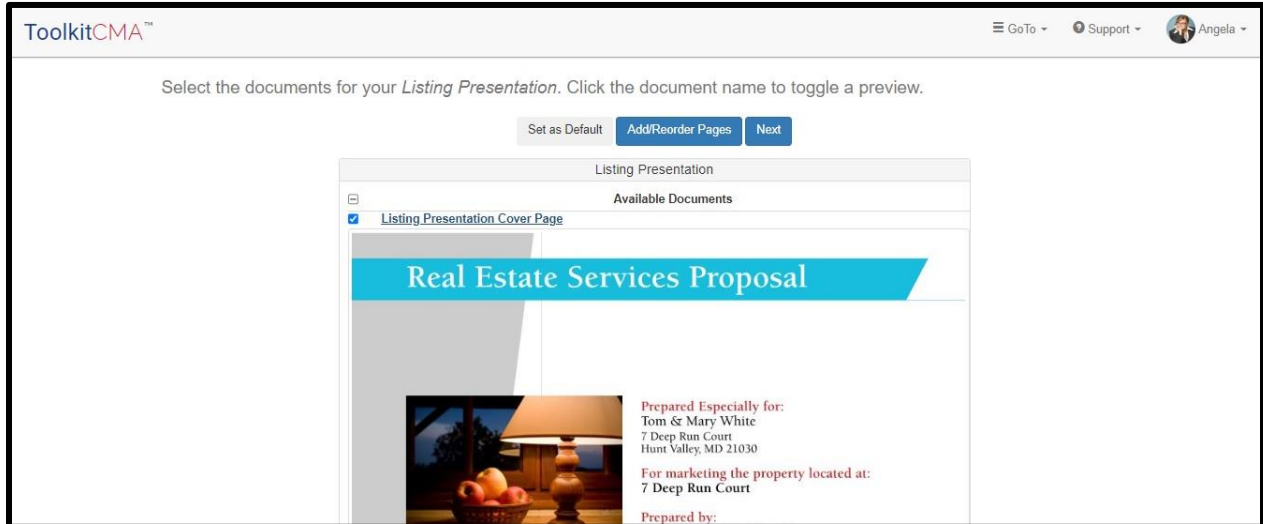 ToolkitCMA™
GoTo
Support
Angela
Select the documents for your Listing Presentation. Click the document name to toggle a preview.
Set as Default
Add/Reorder Pages
Next
Listing Presentation
Available Documents
Listing Presentation Cover Page
Real Estate Services Proposal
Prepared Especially for:
Tom & Mary White
7 Deep Run Court
Hunt Valley, MD 21030
For marketing the property located at:
7 Deep Run Court
Prepared by: